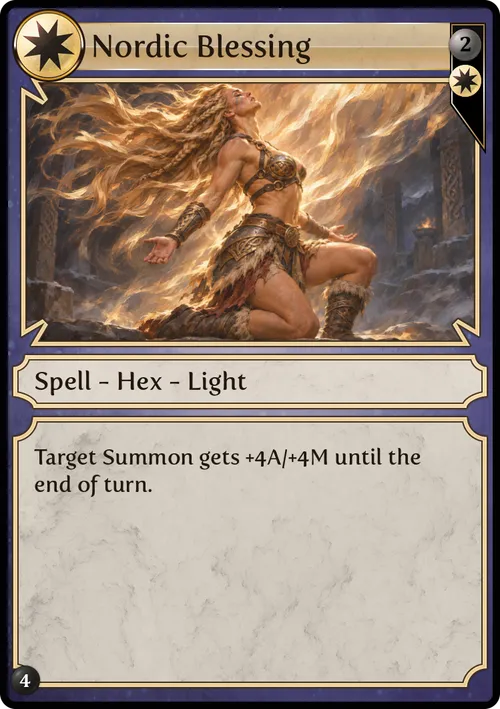 Nordic Blessing
2
Spell - Hex - Light
Target Summon gets +4A/+4M until the
end of turn.
4